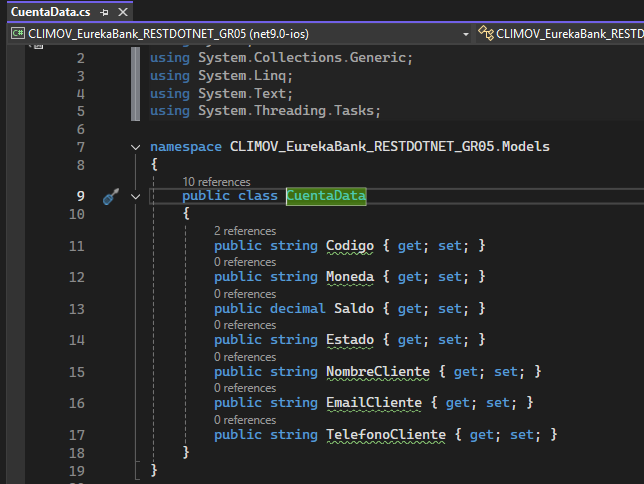 CuentaData.cs
CLIMOV_EurekaBank_RESTDOTNET_GR05 (net9.0-ios) CLIMOV_EurekaBank_RESTDOTNET
2 using System.Collections.Generic;
3 using System.Linq;
4 using System.Text;
5 using System.Threading.Tasks;
6
7 namespace CLIMOV_EurekaBank_RESTDOTNET_GR05.Models
8 {
10 references
9 public class CuentaData
10 {
2 references
11 public string Codigo { get; set; }
0 references
12 public string Moneda { get; set; }
0 references
13 public decimal Saldo { get; set; }
0 references
14 public string Estado { get; set; }
0 references
15 public string NombreCliente { get; set; }
0 references
16 public string EmailCliente { get; set; }
0 references
17 public string TelefonoCliente { get; set; }
18 }
19 }